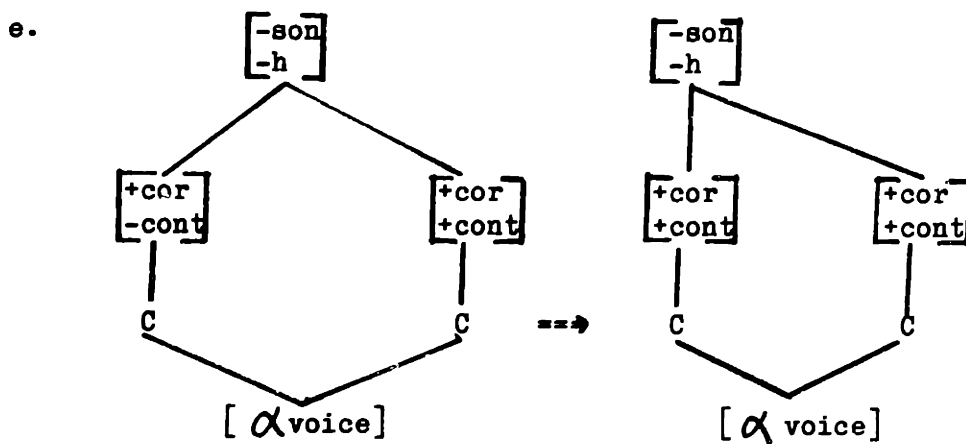 e.
[-son [-son
-h] -h]
[+cor [+cor [+cor [+cor
-cont] +cont] +cont] +cont]
C C ==⇒ C C
[ α voice] [ α voice]